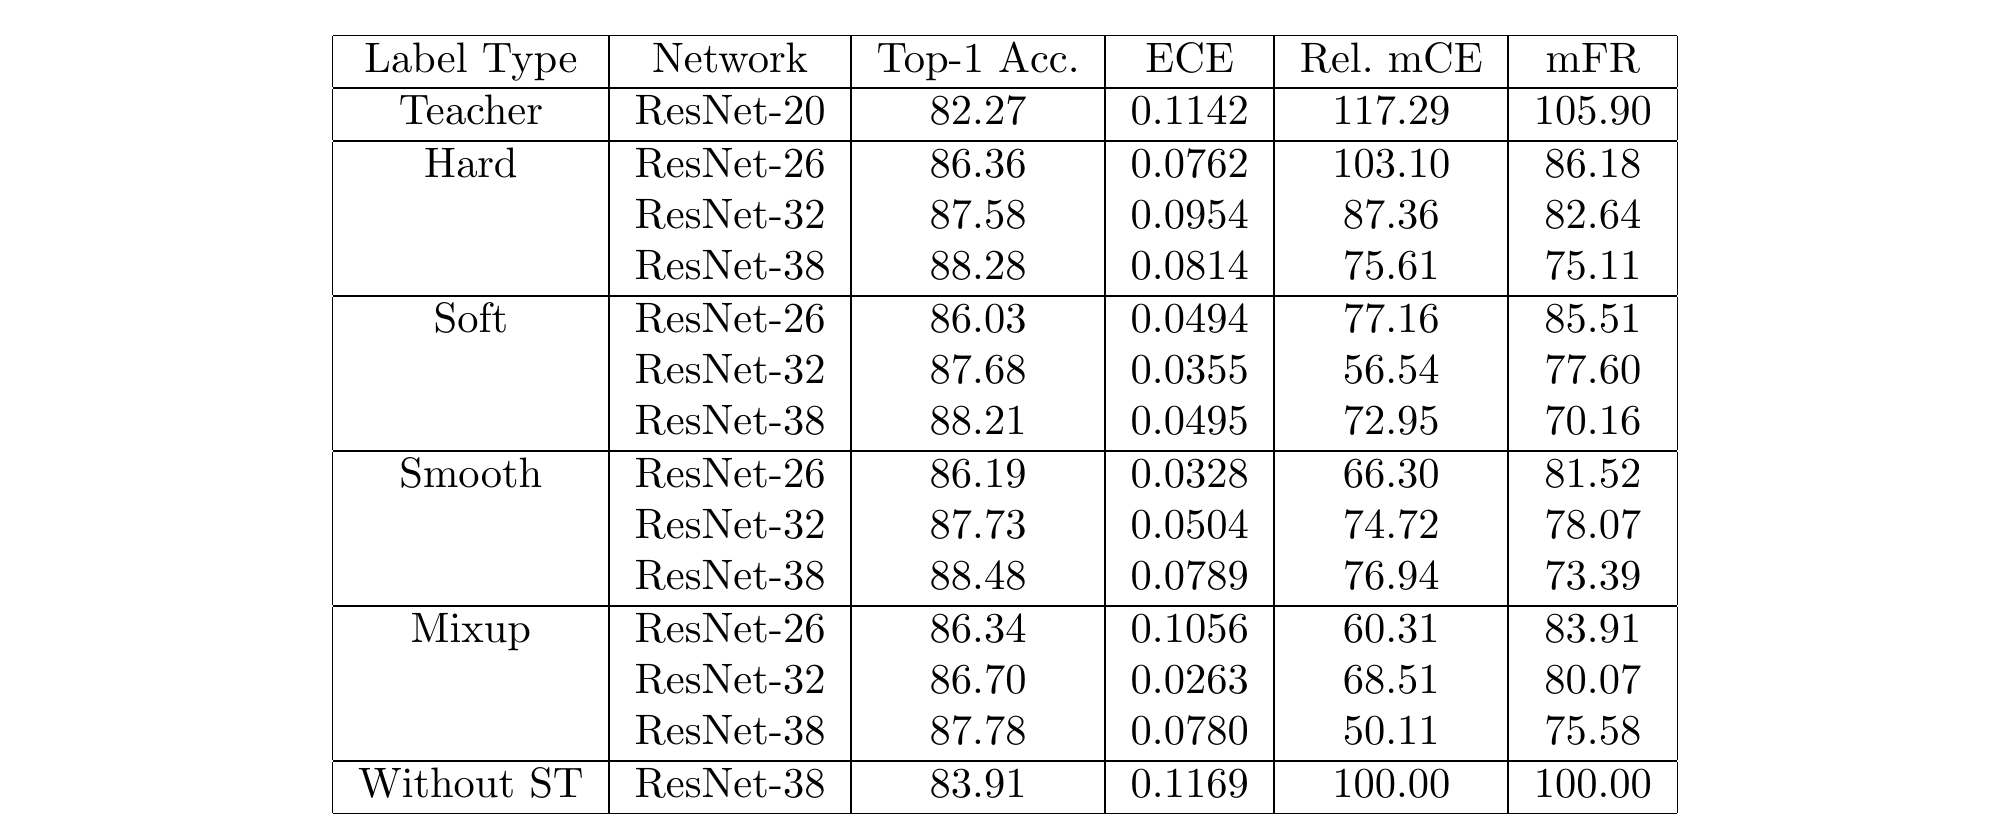 Label Type Network Top-1 Acc. ECE Rel. mCE mFR
Teacher ResNet-20 82.27 0.1142 117.29 105.90
Hard ResNet-26 86.36 0.0762 103.10 86.18
ResNet-32 87.58 0.0954 87.36 82.64
ResNet-38 88.28 0.0814 75.61 75.11
Soft ResNet-26 86.03 0.0494 77.16 85.51
ResNet-32 87.68 0.0355 56.54 77.60
ResNet-38 88.21 0.0495 72.95 70.16
Smooth ResNet-26 86.19 0.0328 66.30 81.52
ResNet-32 87.73 0.0504 74.72 78.07
ResNet-38 88.48 0.0789 76.94 73.39
Mixup ResNet-26 86.34 0.1056 60.31 83.91
ResNet-32 86.70 0.0263 68.51 80.07
ResNet-38 87.78 0.0780 50.11 75.58
Without ST ResNet-38 83.91 0.1169 100.00 100.00